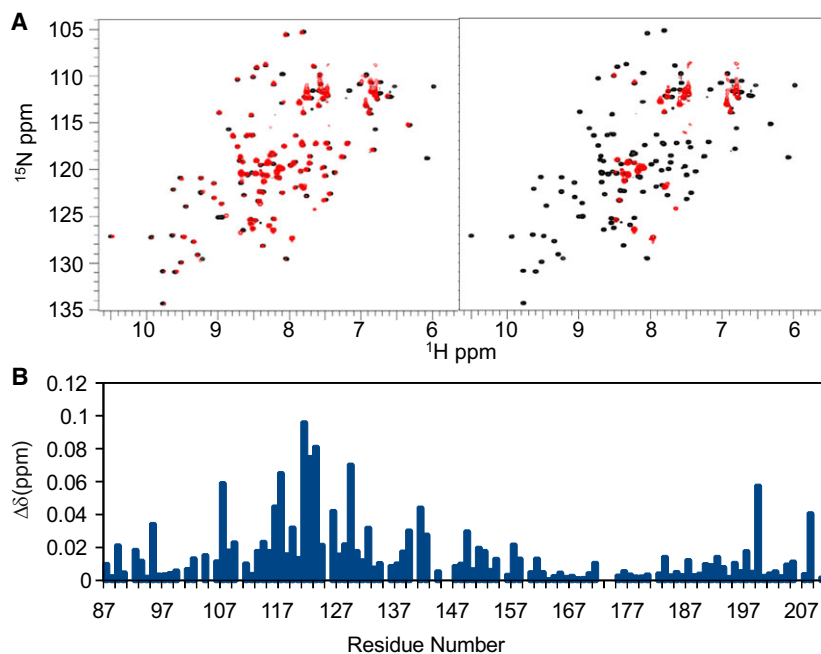 A
105
110
115
120
125
130
135
15N ppm
10 9 8 7 6 10 9 8 7 6
1H ppm
B
0.12
0.1
0.08
0.06
0.04
0.02
0
Δδ(ppm)
87 97 107 117 127 137 147 157 167 177 187 197 207
Residue Number